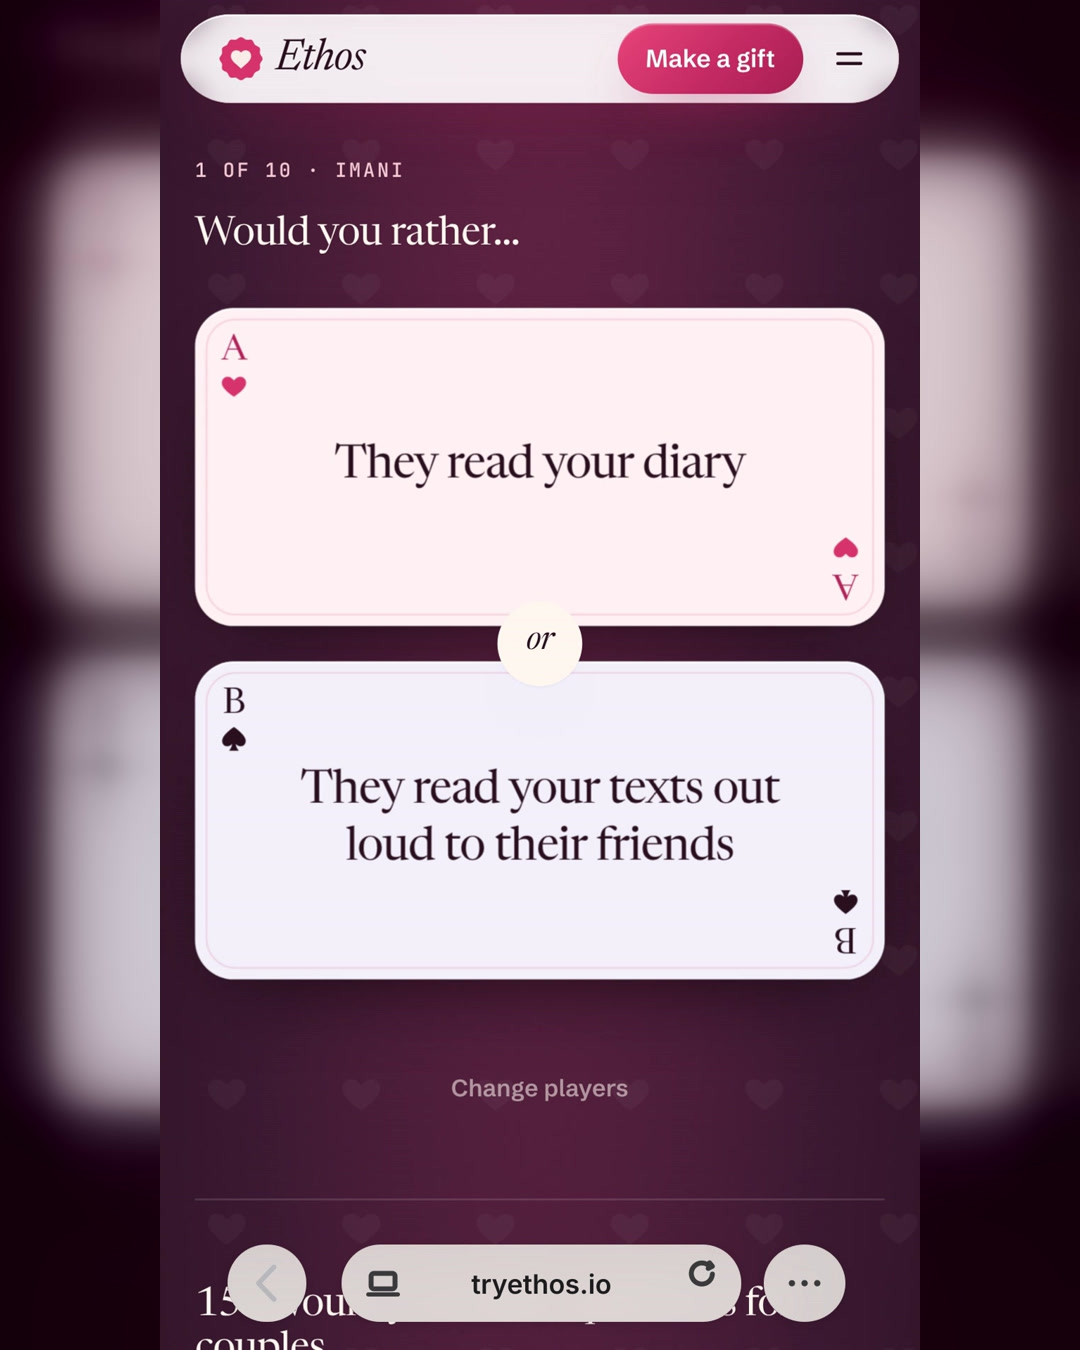 Ethos
Make a gift
1 OF 10 · IMANI
Would you rather...
A
They read your diary
A
or
B
They read your texts out
loud to their friends
B
Change players
tryethos.io
couples